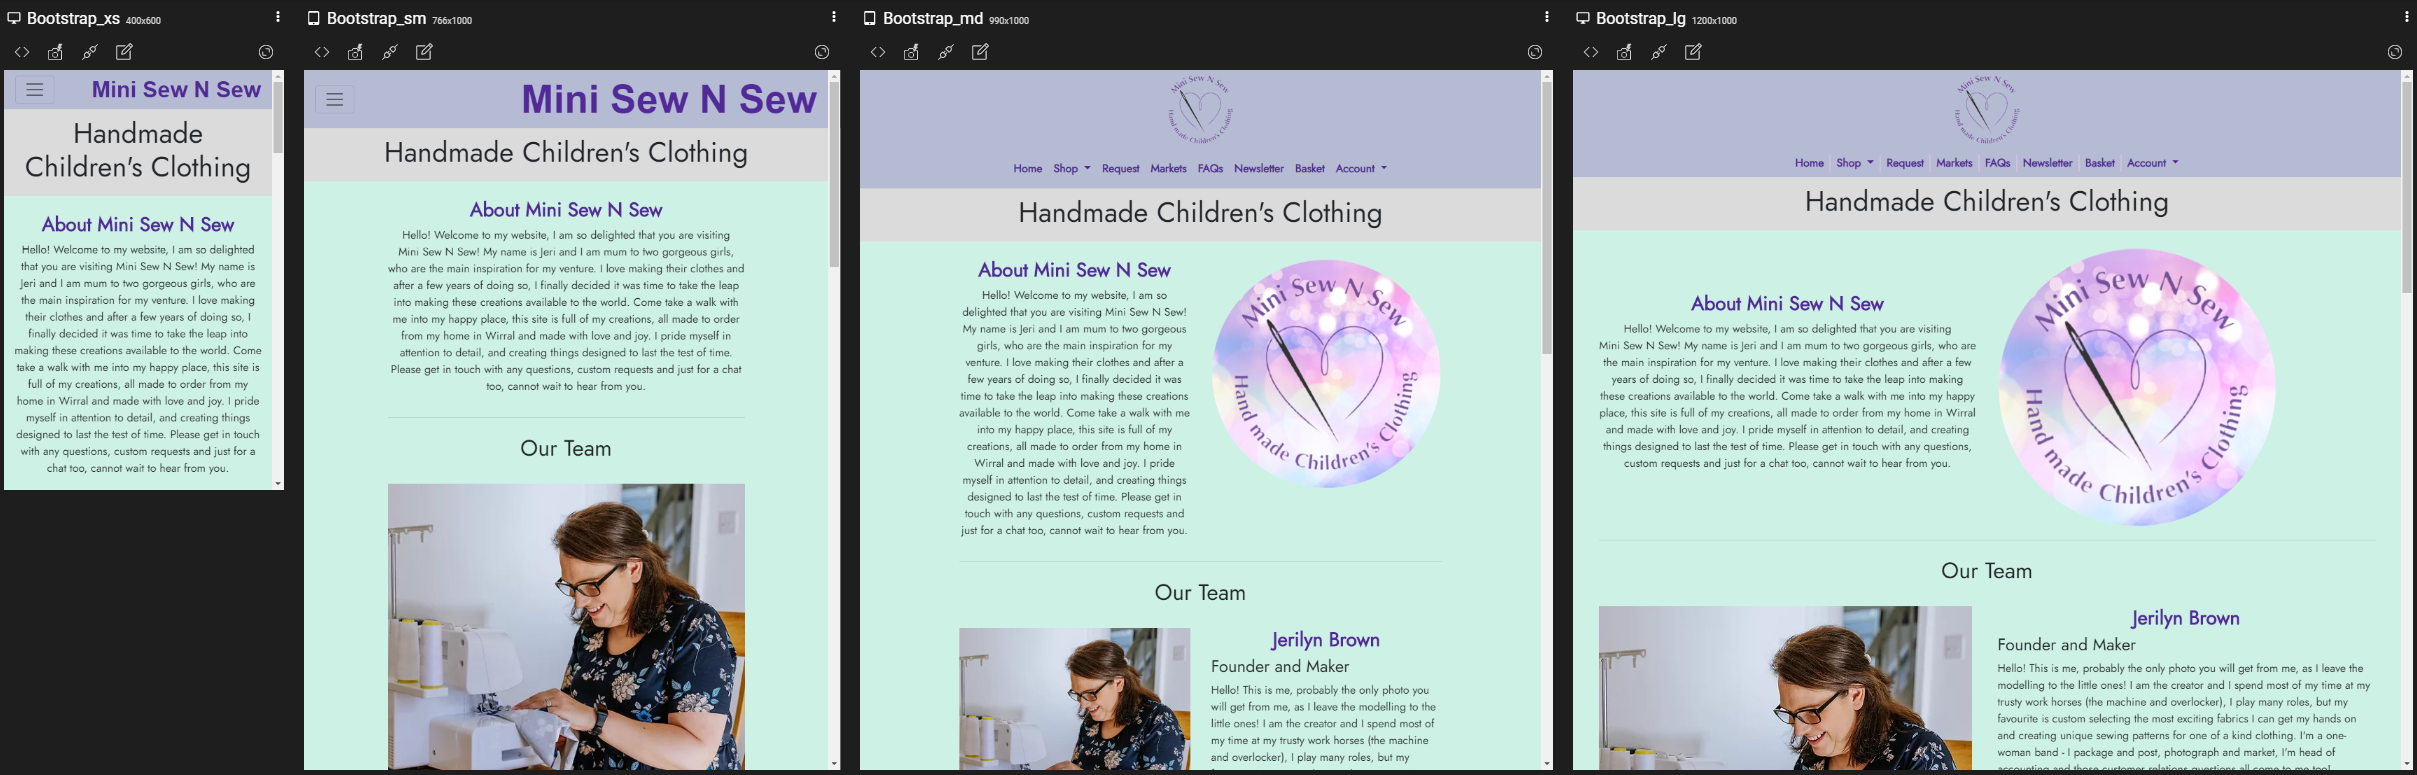 Bootstrap_xs 400x600
Mini Sew N Sew
Handmade
Children's Clothing
About Mini Sew N Sew
Hello! Welcome to my website, I am so delighted
that you are visiting Mini Sew N Sew! My name is
Jeri and I am mum to two gorgeous girls, who are
the main inspiration for my venture. I love making
their clothes and after a few years of doing so, I
finally decided it was time to take the leap into
making these creations available to the world. Come
take a walk with me into my happy place, this site is
full of my creations, all made to order from my
home in Wirral and made with love and joy. I pride
myself in attention to detail, and creating things
designed to last the test of time. Please get in touch
with any questions, custom requests and just for a
chat too, cannot wait to hear from you.
Bootstrap_sm 766x1000
Mini Sew N Sew
Handmade Children's Clothing
About Mini Sew N Sew
Hello! Welcome to my website, I am so delighted that you are visiting
Mini Sew N Sew! My name is Jeri and I am mum to two gorgeous girls,
who are the main inspiration for my venture. I love making their clothes and
after a few years of doing so, I finally decided it was time to take the leap
into making these creations available to the world. Come take a walk with
me into my happy place, this site is full of my creations, all made to order
from my home in Wirral and made with love and joy. I pride myself in
attention to detail, and creating things designed to last the test of time.
Please get in touch with any questions, custom requests and just for a chat
too, cannot wait to hear from you.
Our Team
Bootstrap_md 990x1000
Mini Sew N Sew
Hand made Children's Clothing
Home Shop Request Markets FAQs Newsletter Basket Account
Handmade Children's Clothing
About Mini Sew N Sew
Hello! Welcome to my website, I am so
delighted that you are visiting Mini Sew N Sew!
My name is Jeri and I am mum to two gorgeous
girls, who are the main inspiration for my
venture. I love making their clothes and after a
few years of doing so, I finally decided it was
time to take the leap into making these creations
available to the world. Come take a walk with me
into my happy place, this site is full of my
creations, all made to order from my home in
Wirral and made with love and joy. I pride
myself in attention to detail, and creating things
designed to last the test of time. Please get in
touch with any questions, custom requests and
just for a chat too, cannot wait to hear from you.
Mini Sew N Sew
Hand made Children's Clothing
Our Team
Jerilyn Brown
Founder and Maker
Hello! This is me, probably the only photo you
will get from me, as I leave the modelling to the
little ones! I am the creator and I spend most of
my time at my trusty work horses (the machine
and overlocker), I play many roles, but my
Bootstrap_lg 1200x1000
Mini Sew N Sew
Hand made Children's Clothing
Home Shop Request Markets FAQs Newsletter Basket Account
Handmade Children's Clothing
About Mini Sew N Sew
Hello! Welcome to my website, I am so delighted that you are visiting
Mini Sew N Sew! My name is Jeri and I am mum to two gorgeous girls, who are
the main inspiration for my venture. I love making their clothes and after a few
years of doing so, I finally decided it was time to take the leap into making
these creations available to the world. Come take a walk with me into my happy
place, this site is full of my creations, all made to order from my home in Wirral
and made with love and joy. I pride myself in attention to detail, and creating
things designed to last the test of time. Please get in touch with any questions,
custom requests and just for a chat too, cannot wait to hear from you.
Mini Sew N Sew
Hand made Children's Clothing
Our Team
Jerilyn Brown
Founder and Maker
Hello! This is me, probably the only photo you will get from me, as I leave the
modelling to the little ones! I am the creator and I spend most of my time at my
trusty work horses (the machine and overlocker), I play many roles, but my
favourite is custom selecting the most exciting fabrics I can get my hands on
and creating unique sewing patterns for one of a kind clothing. I'm a one-
woman band - I package and post, photograph and market, I'm head of
accounting and those customer relations questions all come to me too!